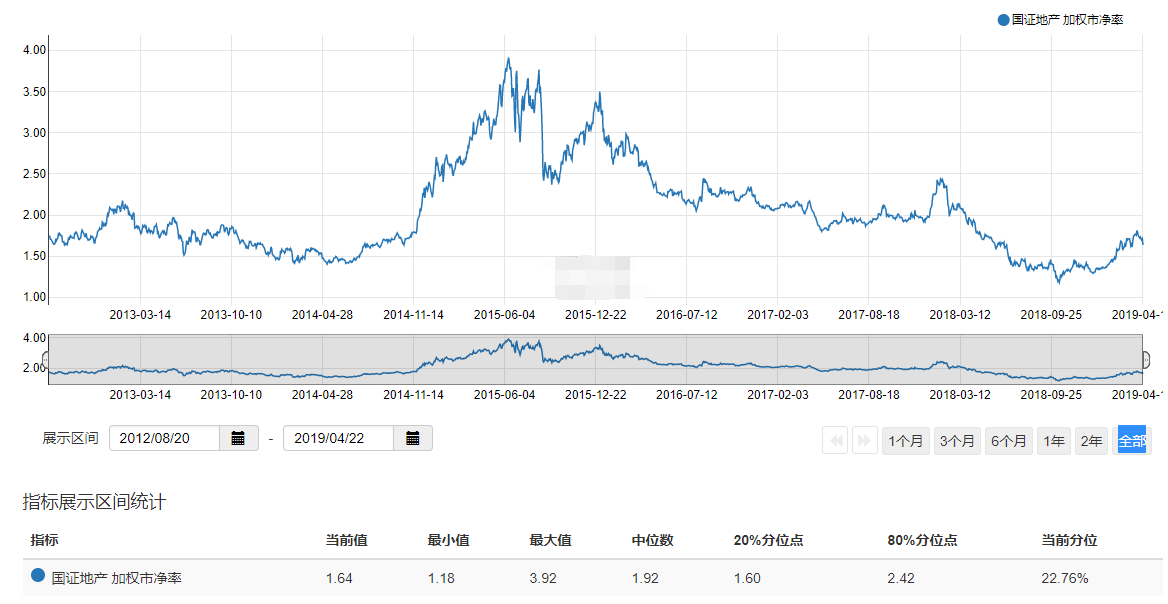 国证地产 加权市净率
4.00
3.50
3.00
2.50
2.00
1.50
1.00
2013-03-14 2013-10-10 2014-04-28 2014-11-14 2015-06-04 2015-12-22 2016-07-12 2017-02-03 2017-08-18 2018-03-12 2018-09-25 2019-04-1
4.00
2.00
2013-03-14 2013-10-10 2014-04-28 2014-11-14 2015-06-04 2015-12-22 2016-07-12 2017-02-03 2017-08-18 2018-03-12 2018-09-25 2019-04-1
展示区间 2012/08/20 - 2019/04/22 1个月 3个月 6个月 1年 2年 全部
指标展示区间统计
指标 当前值 最小值 最大值 中位数 20%分位点 80%分位点 当前分位
国证地产 加权市净率 1.64 1.18 3.92 1.92 1.60 2.42 22.76%